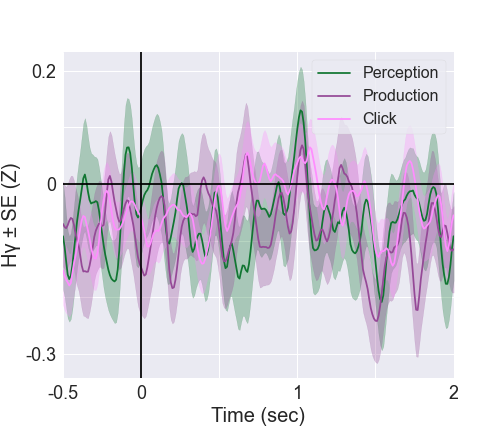 0.2
0
-0.3
Hγ ± SE (Z)
Perception
Production
Click
-0.5 0 1 2
Time (sec)